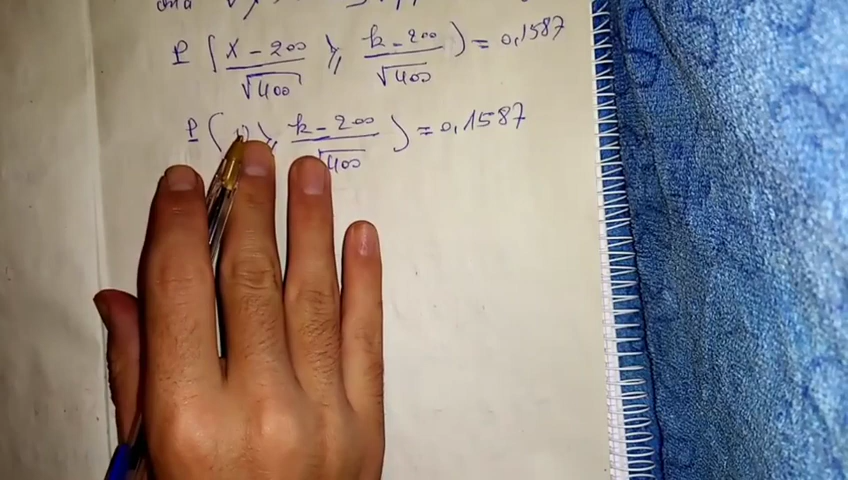 P ( X - 200 / √400 ≥ k - 200 / √400 ) = 0,1587
P ( ≥ k - 200 / √400 ) = 0,1587